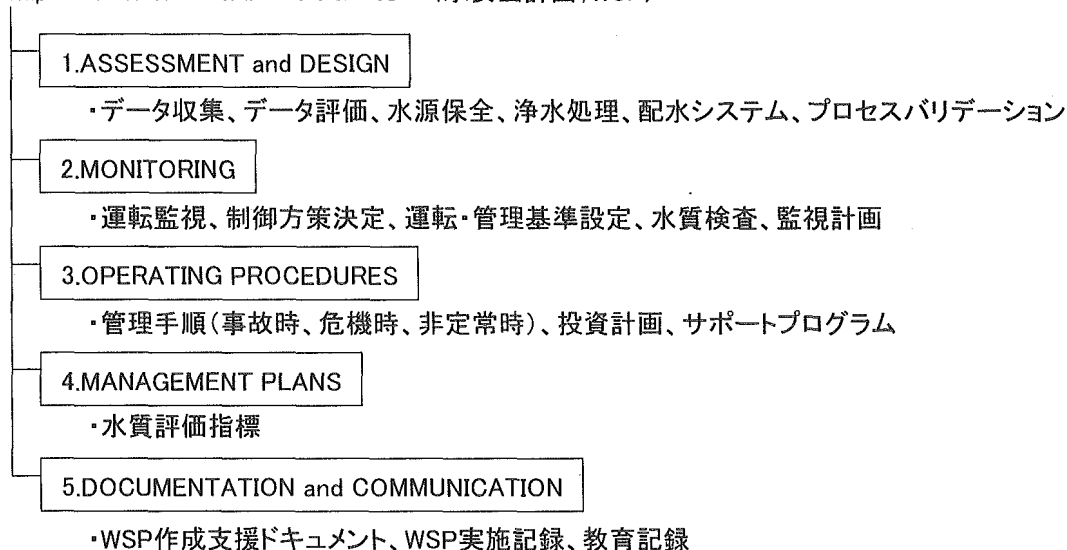 1.ASSESSMENT and DESIGN
・データ収集、データ評価、水源保全、浄水処理、配水システム、プロセスバリデーション
2.MONITORING
・運転監視、制御方策決定、運転・管理基準設定、水質検査、監視計画
3.OPERATING PROCEDURES
・管理手順(事故時、危機時、非定常時)、投資計画、サポートプログラム
4.MANAGEMENT PLANS
・水質評価指標
5.DOCUMENTATION and COMMUNICATION
・WSP作成支援ドキュメント、WSP実施記録、教育記録